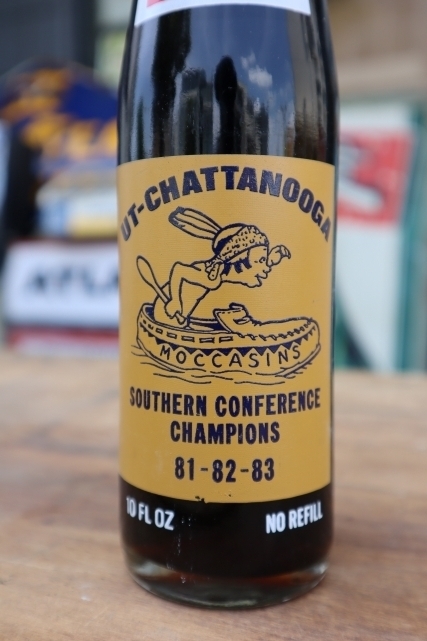 UT-CHATTANOOGA
MOCCASINS
SOUTHERN CONFERENCE
CHAMPIONS
81-82-83
10 FL OZ
NO REFILL